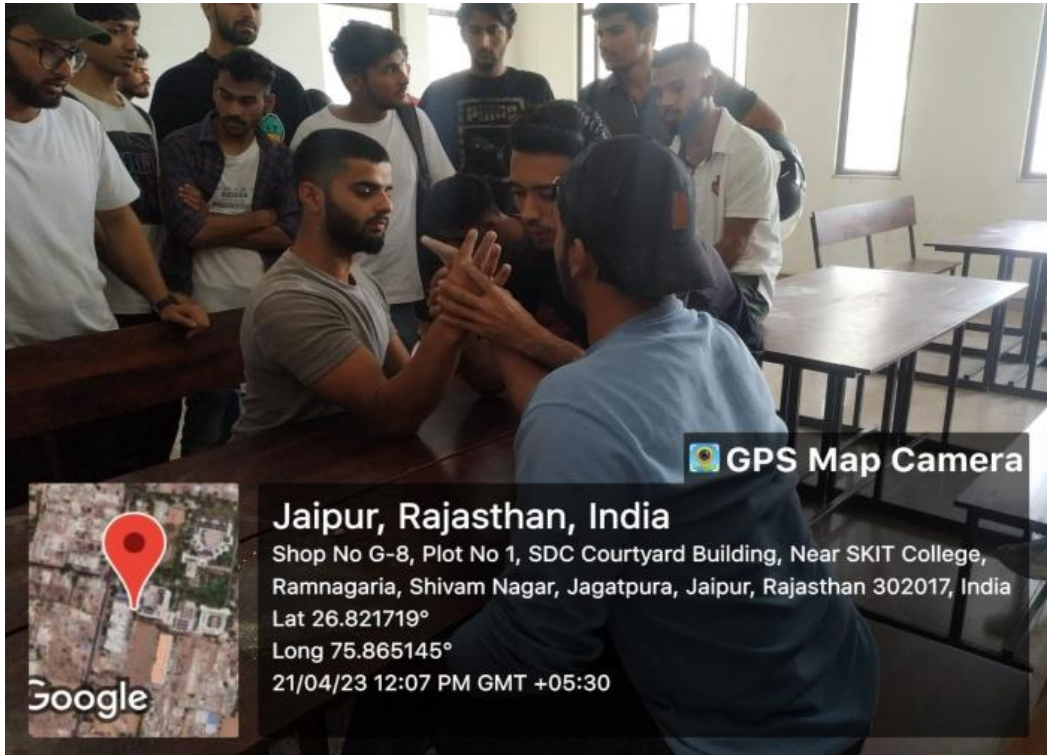 PUMA
GPS Map Camera
Jaipur, Rajasthan, India
Shop No G-8, Plot No 1, SDC Courtyard Building, Near SKIT College,
Ramnagaria, Shivam Nagar, Jagatpura, Jaipur, Rajasthan 302017, India
Lat 26.821719°
Long 75.865145°
21/04/23 12:07 PM GMT +05:30
Google